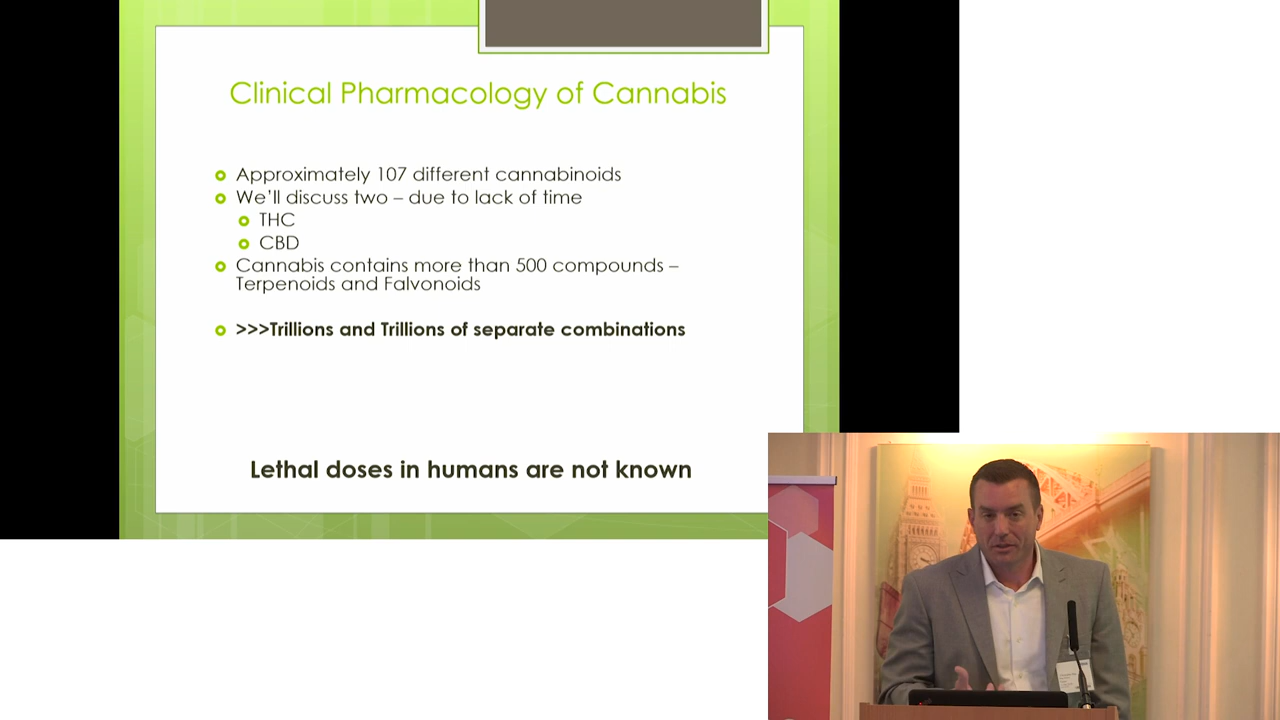 Clinical Pharmacology of Cannabis
Approximately 107 different cannabinoids
We'll discuss two – due to lack of time
THC
CBD
Cannabis contains more than 500 compounds –
Terpenoids and Falvonoids
>>>Trillions and Trillions of separate combinations
Lethal doses in humans are not known